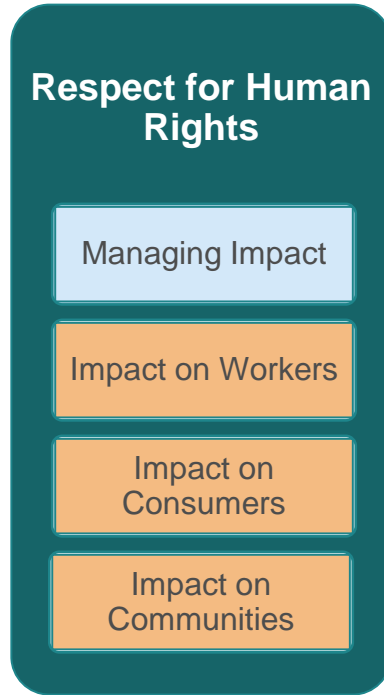 Respect for Human
Rights
Managing Impact
Impact on Workers
Impact on
Consumers
Impact on
Communities